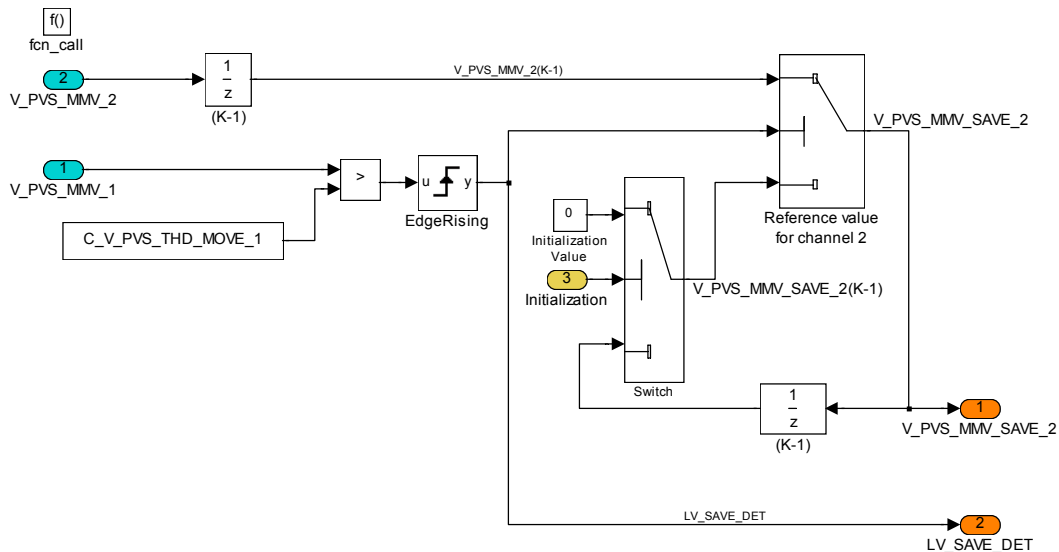 f()
fcn_call
2
V_PVS_MMV_2
1
z
(K-1)
V_PVS_MMV_2(K-1)
V_PVS_MMV_SAVE_2
1
V_PVS_MMV_1
>
u
y
EdgeRising
C_V_PVS_THD_MOVE_1
0
Initialization
Value
3
Initialization
Switch
V_PVS_MMV_SAVE_2(K-1)
Reference value
for channel 2
1
z
(K-1)
1
V_PVS_MMV_SAVE_2
LV_SAVE_DET
2
LV_SAVE_DET